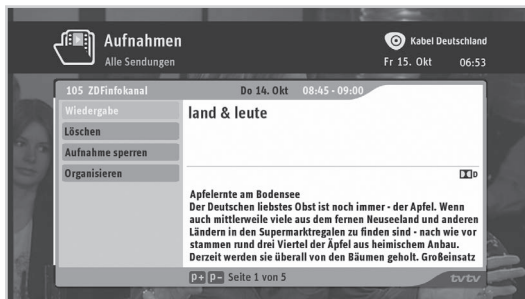 Aufnahmen
Alle Sendungen
Kabel Deutschland
Fr 15. Okt 06:53
105 ZDFinfokanal Do 14. Okt 08:45 - 09:00
Wiedergabe
Löschen
Aufnahme sperren
Organisieren
land & leute
D
Apfelernte am Bodensee
Der Deutschen liebstes Obst ist noch immer - der Apfel. Wenn
auch mittlerweile viele aus dem fernen Neuseeland und anderen
Ländern in den Supermarktregalen zu finden sind - nach wie vor
stammen rund drei Viertel der Äpfel aus heimischem Anbau.
Derzeit werden sie überall von den Bäumen geholt. Großeinsatz
p+ p- Seite 1 von 5
tvtv